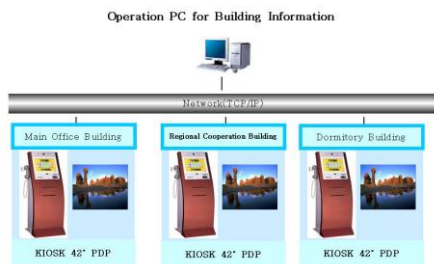 Operation PC for Building Information
Network(TCP/IP)
Main Office Building
Regional Cooperation Building
Dormitory Building
KIOSK 42" PDP
KIOSK 42" PDP
KIOSK 42" PDP